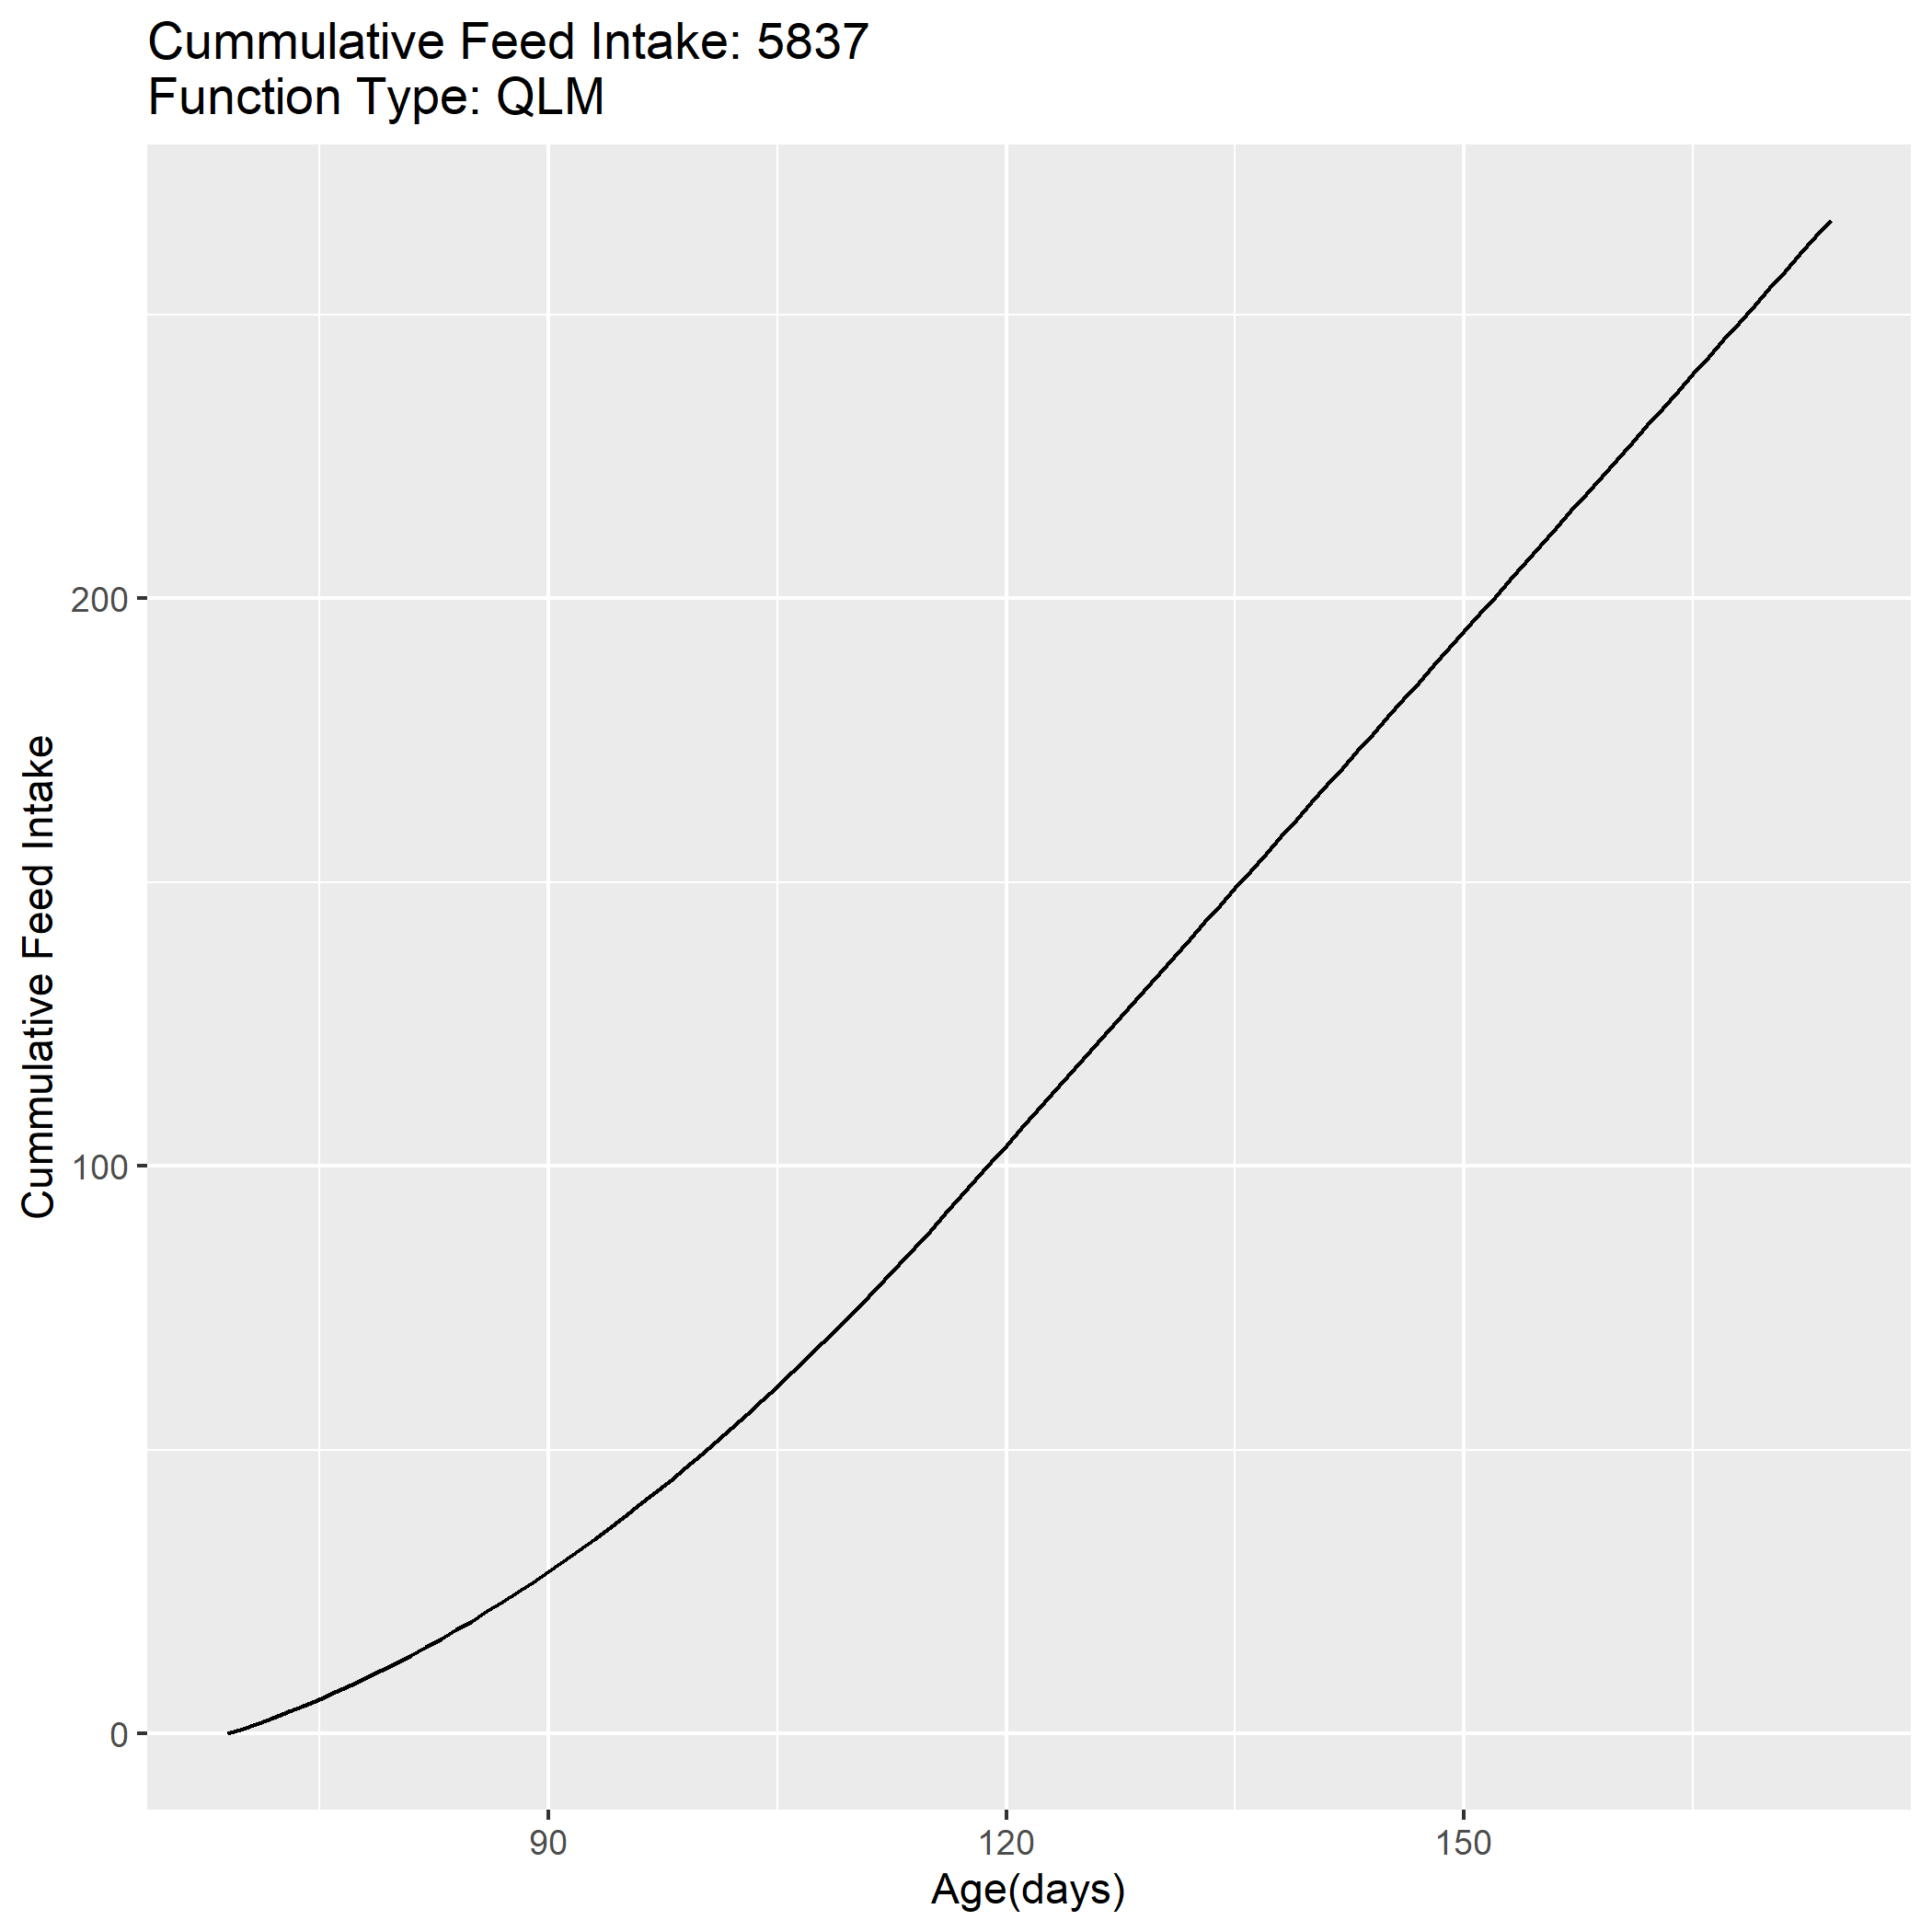 Cummulative Feed Intake: 5837
Function Type: QLM
Cummulative Feed Intake
200
100
0
90
120
150
Age(days)